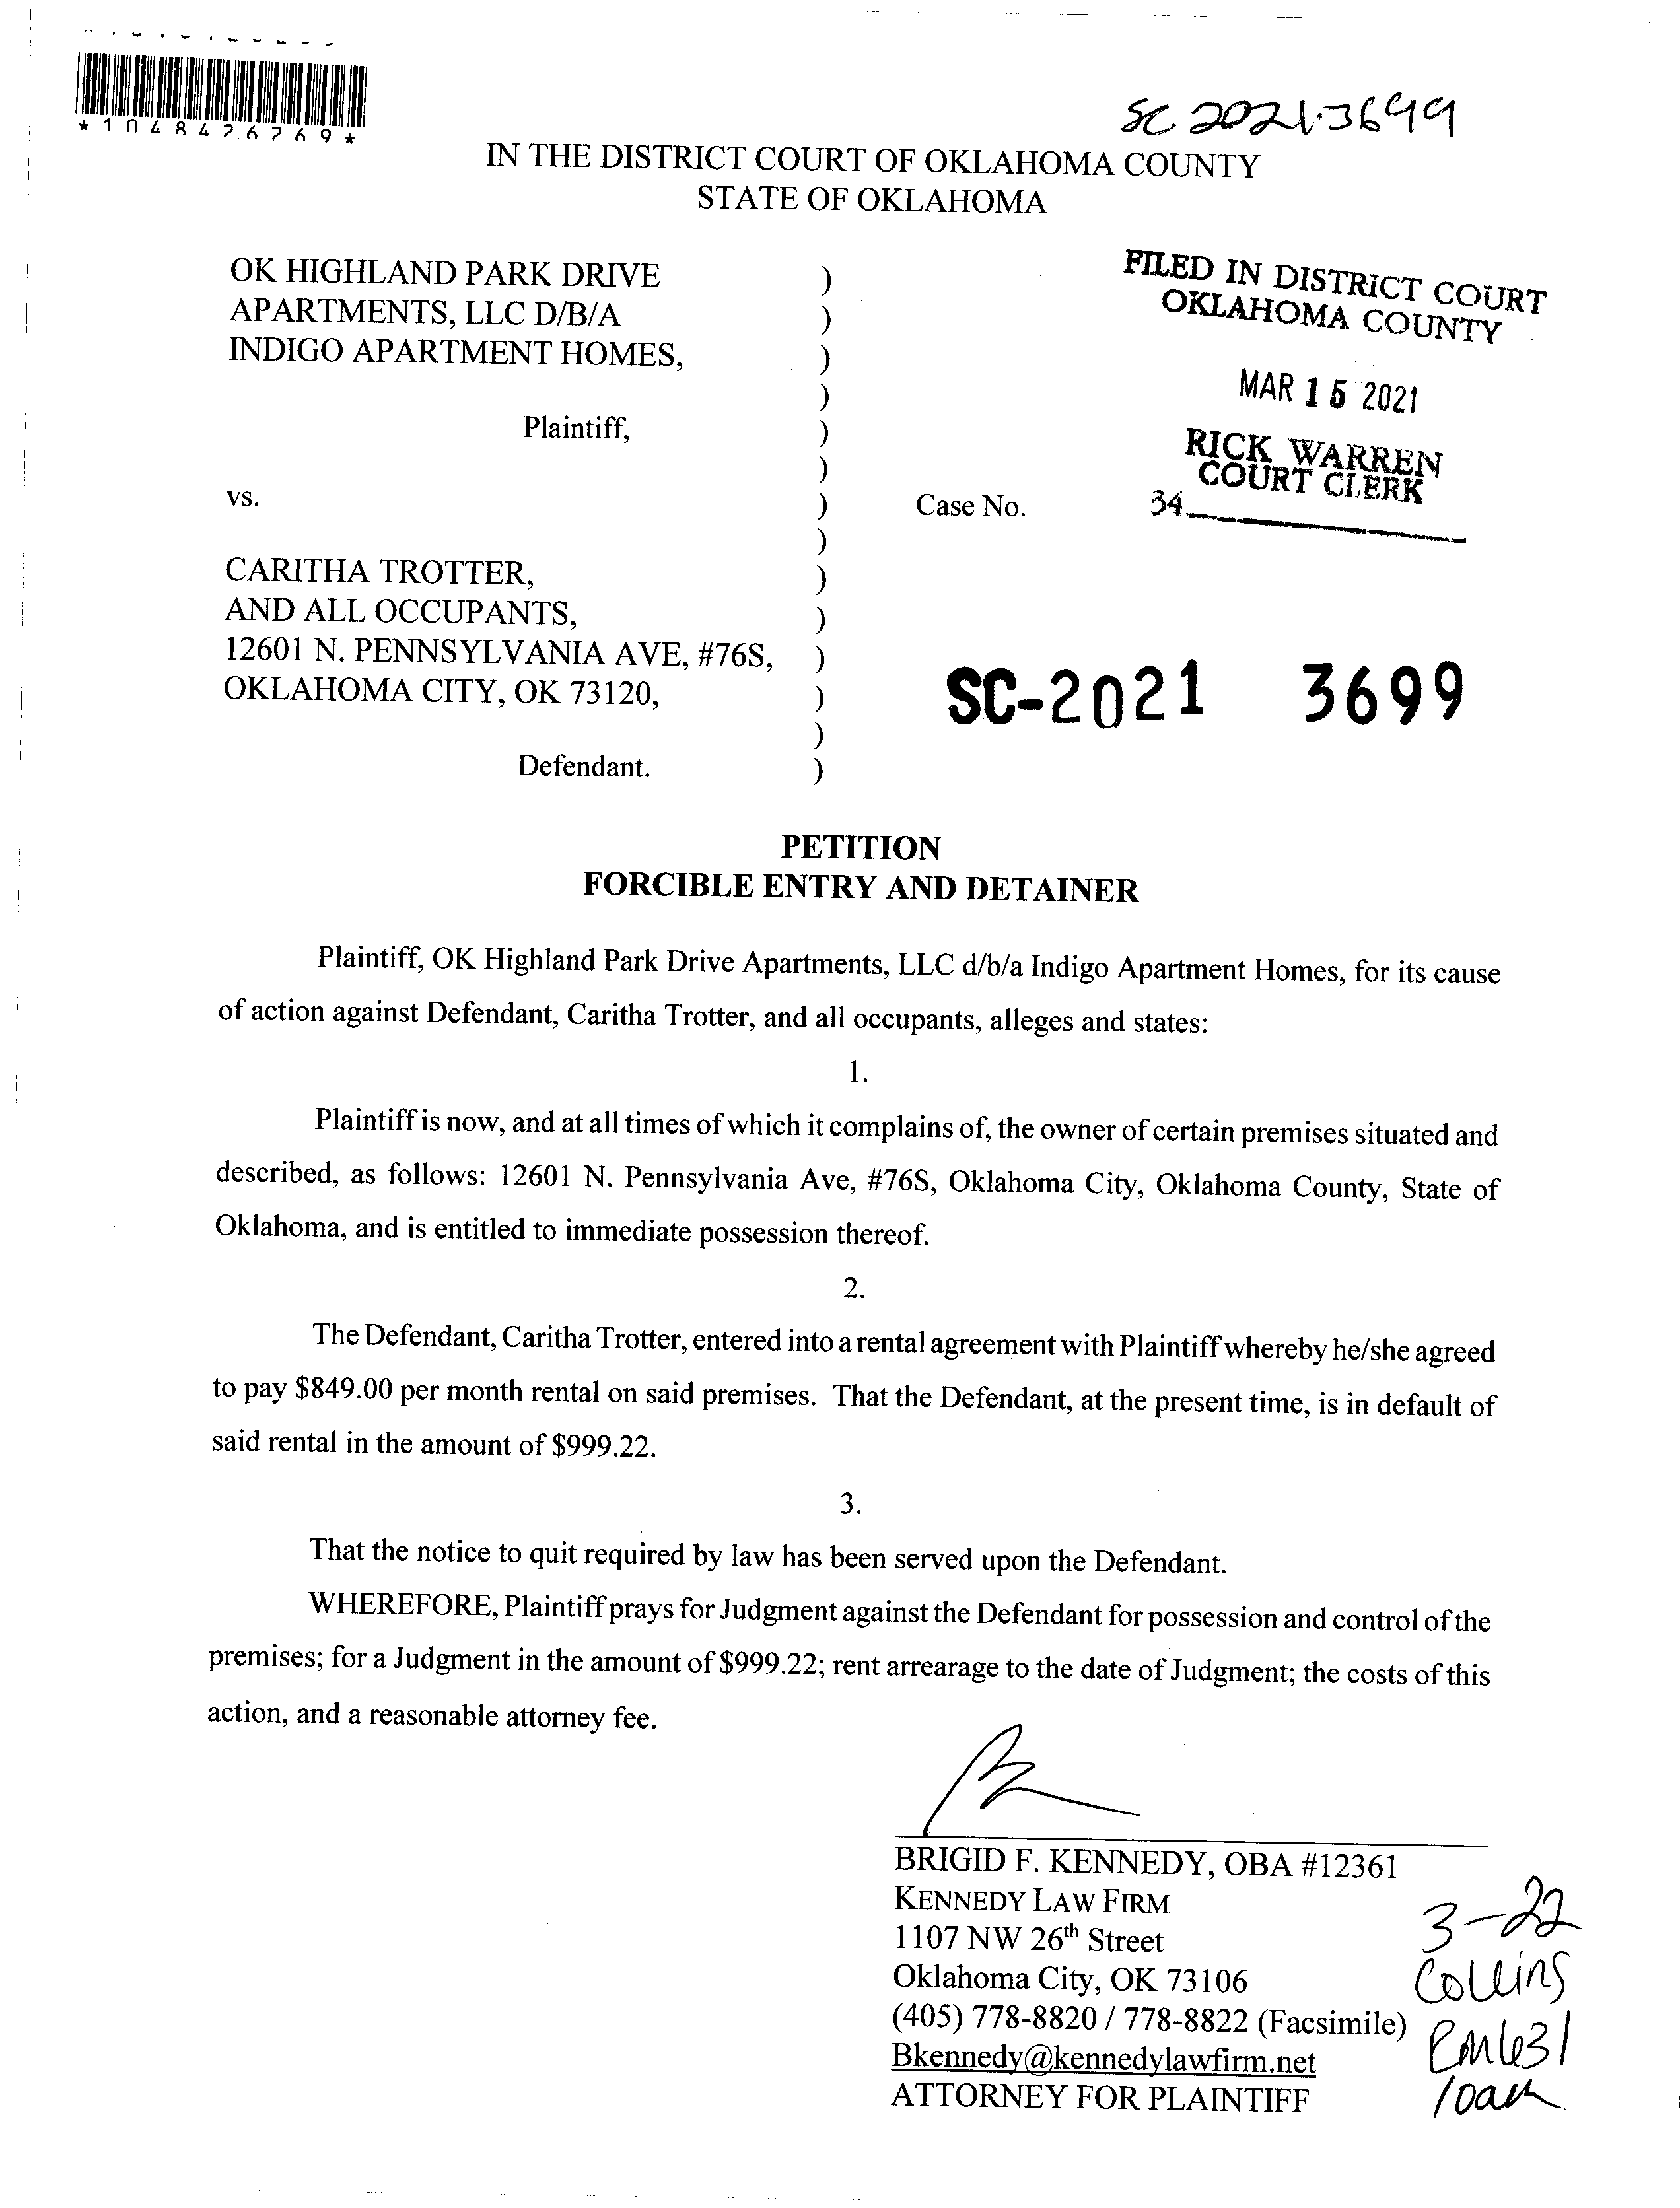 *1048426269*
SC 2021-3699
IN THE DISTRICT COURT OF OKLAHOMA COUNTY
STATE OF OKLAHOMA
OK HIGHLAND PARK DRIVE )
APARTMENTS, LLC D/B/A )
INDIGO APARTMENT HOMES, )
)
Plaintiff, )
)
vs. ) Case No.
)
CARITHA TROTTER, )
AND ALL OCCUPANTS, )
12601 N. PENNSYLVANIA AVE, #76S, )
OKLAHOMA CITY, OK 73120, )
)
Defendant. )
FILED IN DISTRICT COURT
OKLAHOMA COUNTY
MAR 15 2021
RICK WARREN
COURT CLERK
34
SC-2021 3699
PETITION
FORCIBLE ENTRY AND DETAINER
Plaintiff, OK Highland Park Drive Apartments, LLC d/b/a Indigo Apartment Homes, for its cause
of action against Defendant, Caritha Trotter, and all occupants, alleges and states:
1.
Plaintiff is now, and at all times of which it complains of, the owner of certain premises situated and
described, as follows: 12601 N. Pennsylvania Ave, #76S, Oklahoma City, Oklahoma County, State of
Oklahoma, and is entitled to immediate possession thereof.
2.
The Defendant, Caritha Trotter, entered into a rental agreement with Plaintiff whereby he/she agreed
to pay $849.00 per month rental on said premises. That the Defendant, at the present time, is in default of
said rental in the amount of $999.22.
3.
That the notice to quit required by law has been served upon the Defendant.
WHEREFORE, Plaintiff prays for Judgment against the Defendant for possession and control of the
premises; for a Judgment in the amount of $999.22; rent arrearage to the date of Judgment; the costs of this
action, and a reasonable attorney fee.
BRIGID F. KENNEDY, OBA #12361
KENNEDY LAW FIRM
1107 NW 26th Street
Oklahoma City, OK 73106
(405) 778-8820 / 778-8822 (Facsimile)
Bkennedy@kennedylawfirm.net
ATTORNEY FOR PLAINTIFF
3-22
Collins
RM631
10am